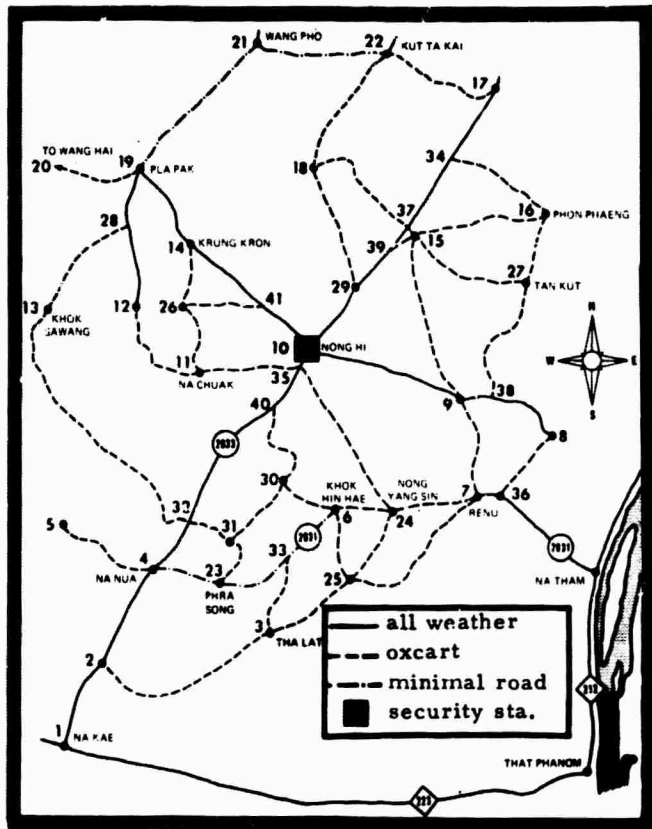 21 WANG PHO
22 KUT TA KAI
17
TO WANG HAI
20
19 PLA PAK
18
34
28
14 KRUNG KRON
37
39 15
16 PHON PHAENG
27 TAN KUT
29
13 KHOK SAWANG
12
26
41
10 NONG HI
11 NA CHUAK
35
N
W E
S
40
9
38
8
2033
30
KHOK HIN HAE
6
NONG YANG SIN
24
7 RENU
36
5
33
31
2031
33
2031
NA THAM
4 NA NUA
23 PHRA SONG
25
3 THA LAT
2
all weather
oxcart
minimal road
security sta.
212
1 NA KAE
THAT PHANOM
223